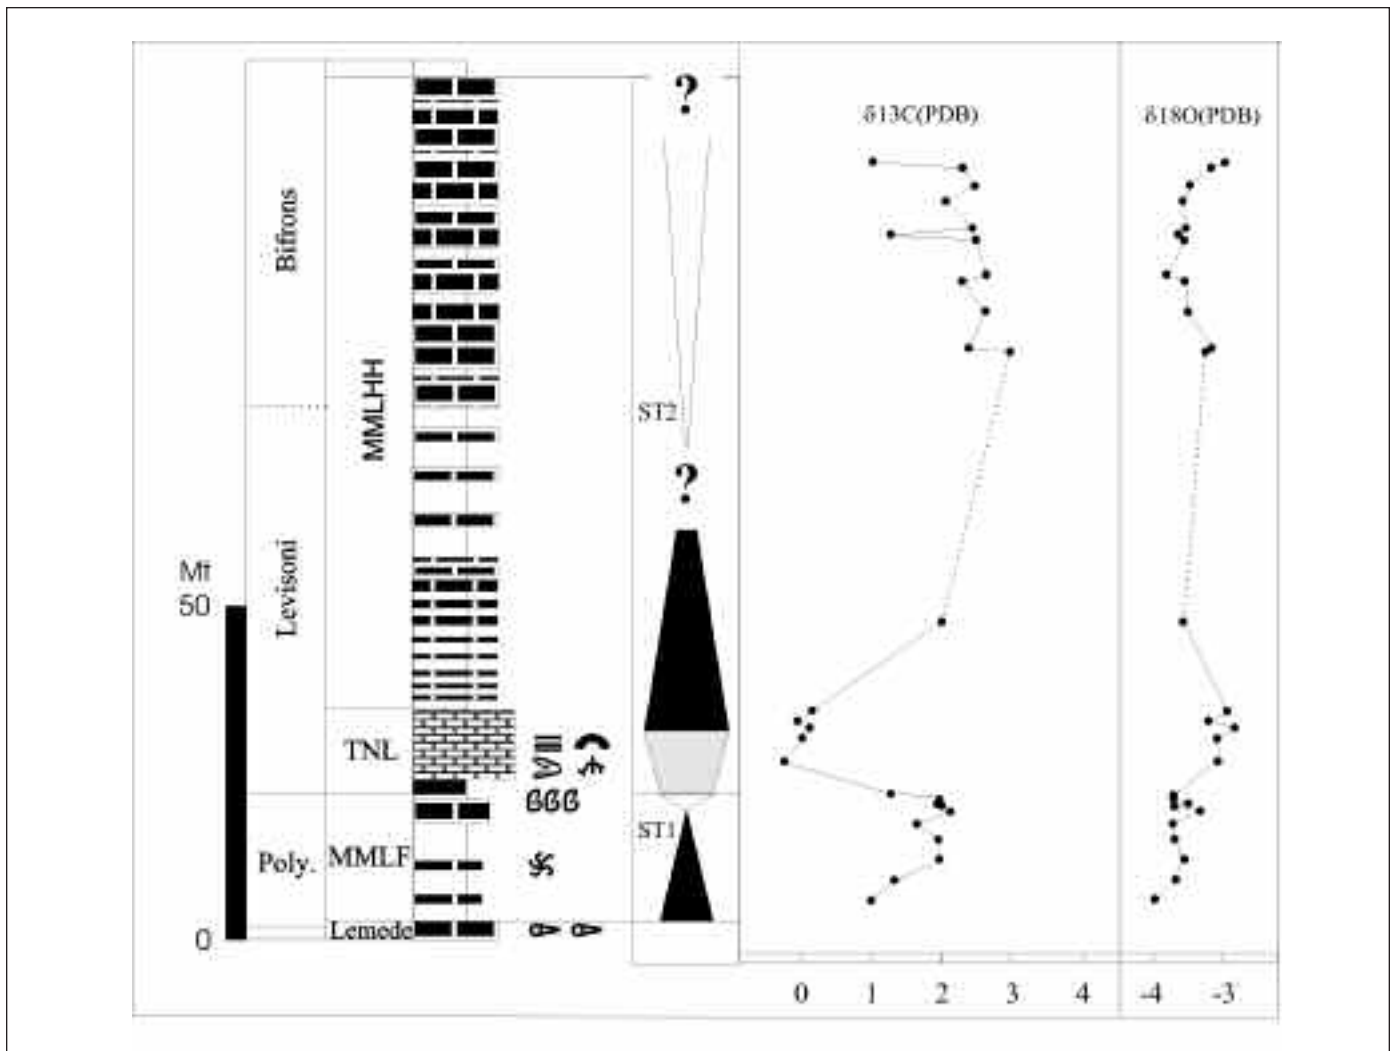 ?
δ13C(PDB)
δ18O(PDB)
Bifrons
MMLHH
ST2
?
Levisoni
Mt
50
TNL
ST1
Poly.
MMLF
Lemede
0
0 1 2 3 4 -4 -3